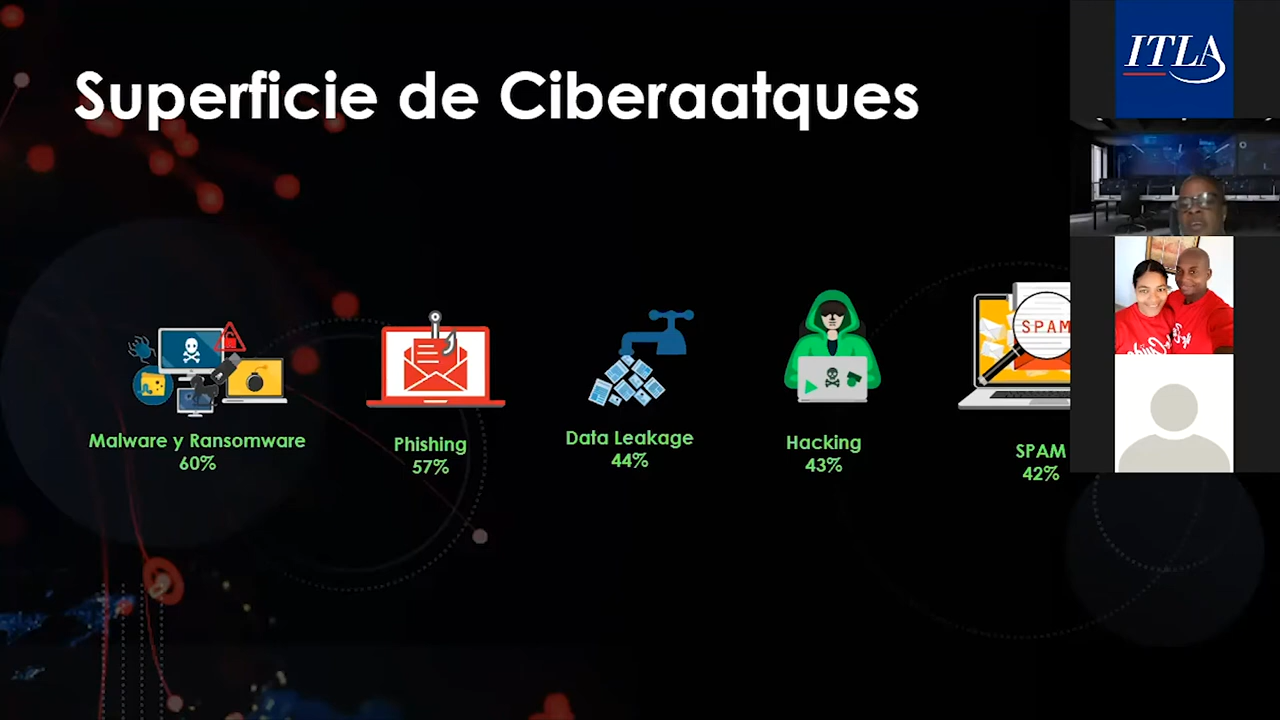 Superficie de Ciberaatques
ITLA
SPAM
Malware y Ransomware
60%
Phishing
57%
Data Leakage
44%
Hacking
43%
SPAM
42%